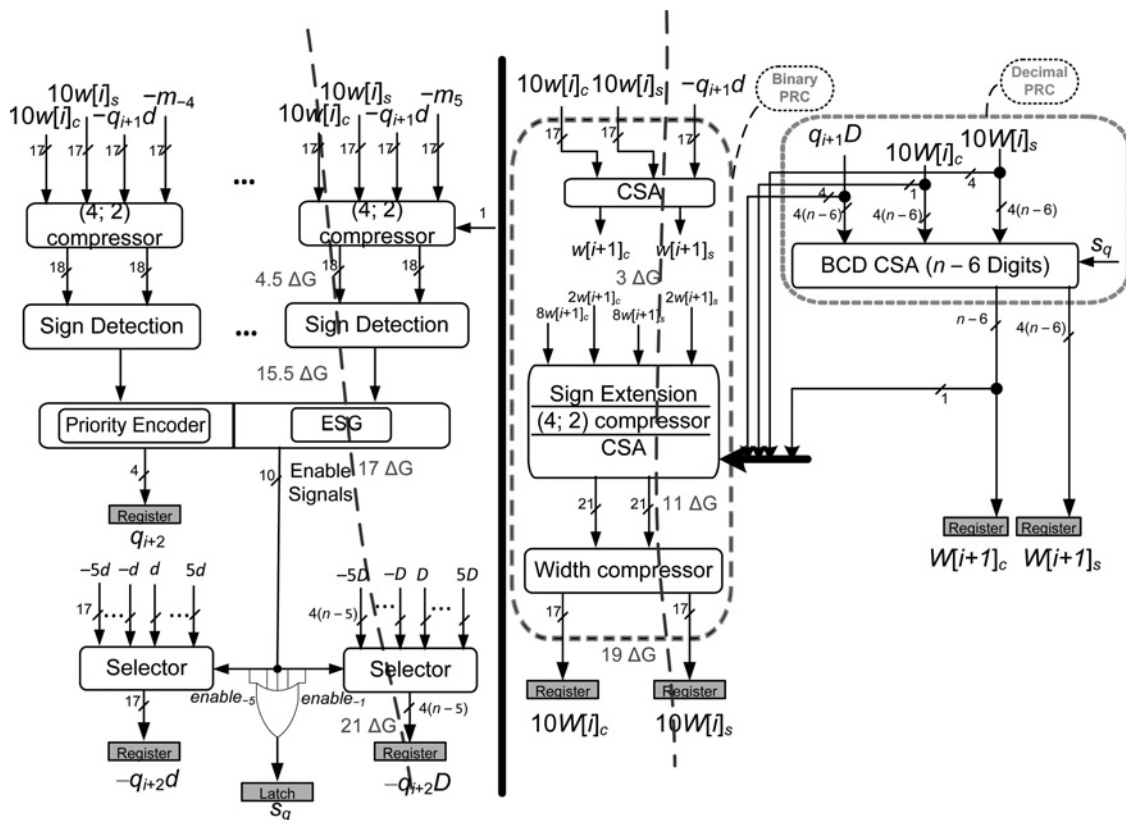 10w[i]s −m−4
10w[i]c −qi+1d
17 17 17 17
...
10w[i]s −m5
10w[i]c −qi+1d
17 17 17 17
(4; 2)
compressor
(4; 2)
compressor
1
18 18
4.5 ΔG
18 18
Sign Detection
...
Sign Detection
15.5 ΔG
Priority Encoder
ESG
4
10
Enable
Signals
17 ΔG
Register
qi+2
−5d −d d 5d
17
... ...
Selector
−5D −D D 5D
4(n−5)
... ...
Selector
enable−5
enable−1
17
4(n−5)
21 ΔG
Register
−qi+2d
Register
−qi+2D
Latch
sq
10w[i]c 10w[i]s −qi+1d
17 17 17
CSA
w[i+1]c w[i+1]s
3 ΔG
2w[i+1]c 2w[i+1]s
8w[i+1]c 8w[i+1]s
Sign Extension
(4; 2) compressor
CSA
21 21
11 ΔG
Width compressor
17 17
19 ΔG
Register
10W[i]c
Register
10W[i]s
Binary
PRC
Decimal
PRC
qi+1D
10W[i]c
10W[i]s
4 1 4
4(n−6) 4(n−6) 4(n−6)
sq
BCD CSA (n – 6 Digits)
n−6
4(n−6)
1
Register
W[i+1]c
Register
W[i+1]s